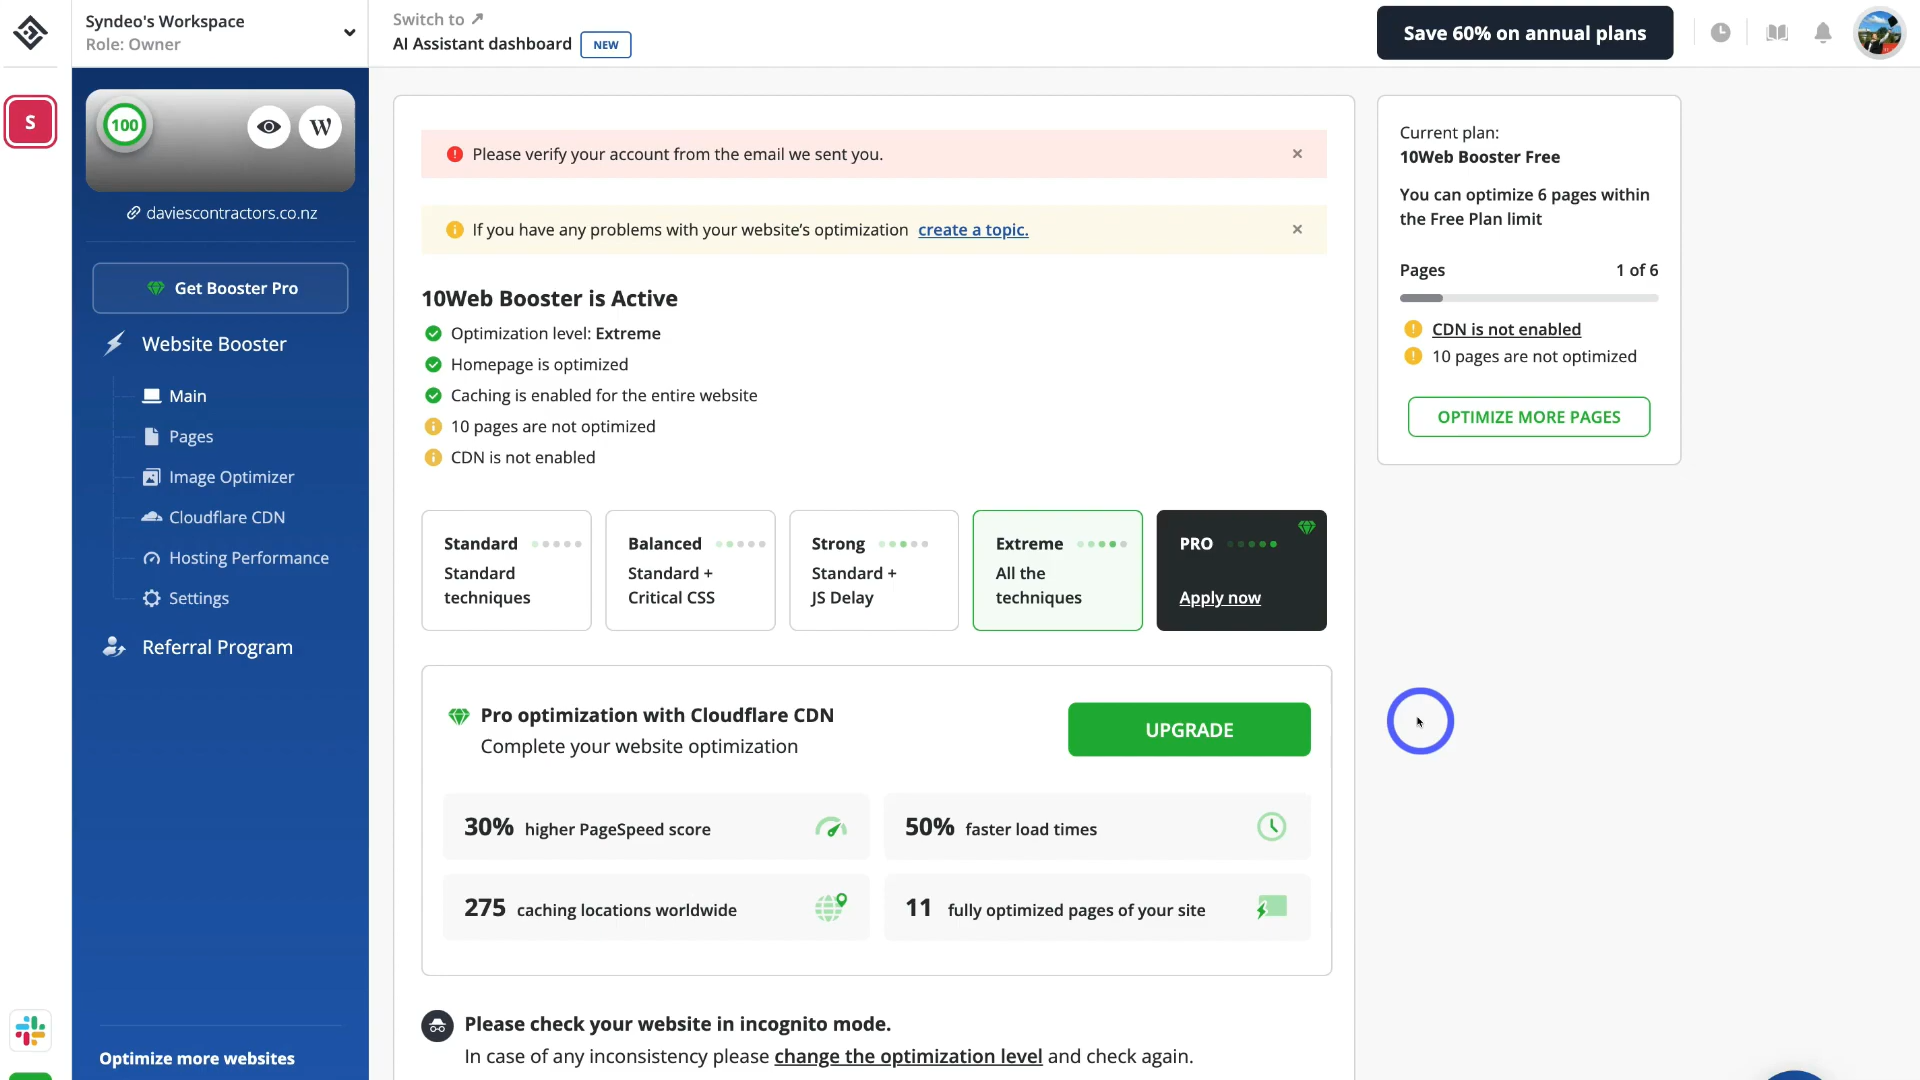 Syndeo's Workspace
Role: Owner
Switch to
AI Assistant dashboard NEW
Save 60% on annual plans
S
100
W
daviescontractors.co.nz
Get Booster Pro
Website Booster
Main
Pages
Image Optimizer
Cloudflare CDN
Hosting Performance
Settings
Referral Program
Optimize more websites
Please verify your account from the email we sent you.
If you have any problems with your website's optimization create a topic.
10Web Booster is Active
Optimization level: Extreme
Homepage is optimized
Caching is enabled for the entire website
10 pages are not optimized
CDN is not enabled
Standard
Standard
techniques
Balanced
Standard +
Critical CSS
Strong
Standard +
JS Delay
Extreme
All the
techniques
PRO
Apply now
Pro optimization with Cloudflare CDN
Complete your website optimization
UPGRADE
30% higher PageSpeed score
50% faster load times
275 caching locations worldwide
11 fully optimized pages of your site
Please check your website in incognito mode.
In case of any inconsistency please change the optimization level and check again.
Current plan:
10Web Booster Free
You can optimize 6 pages within
the Free Plan limit
Pages 1 of 6
CDN is not enabled
10 pages are not optimized
OPTIMIZE MORE PAGES